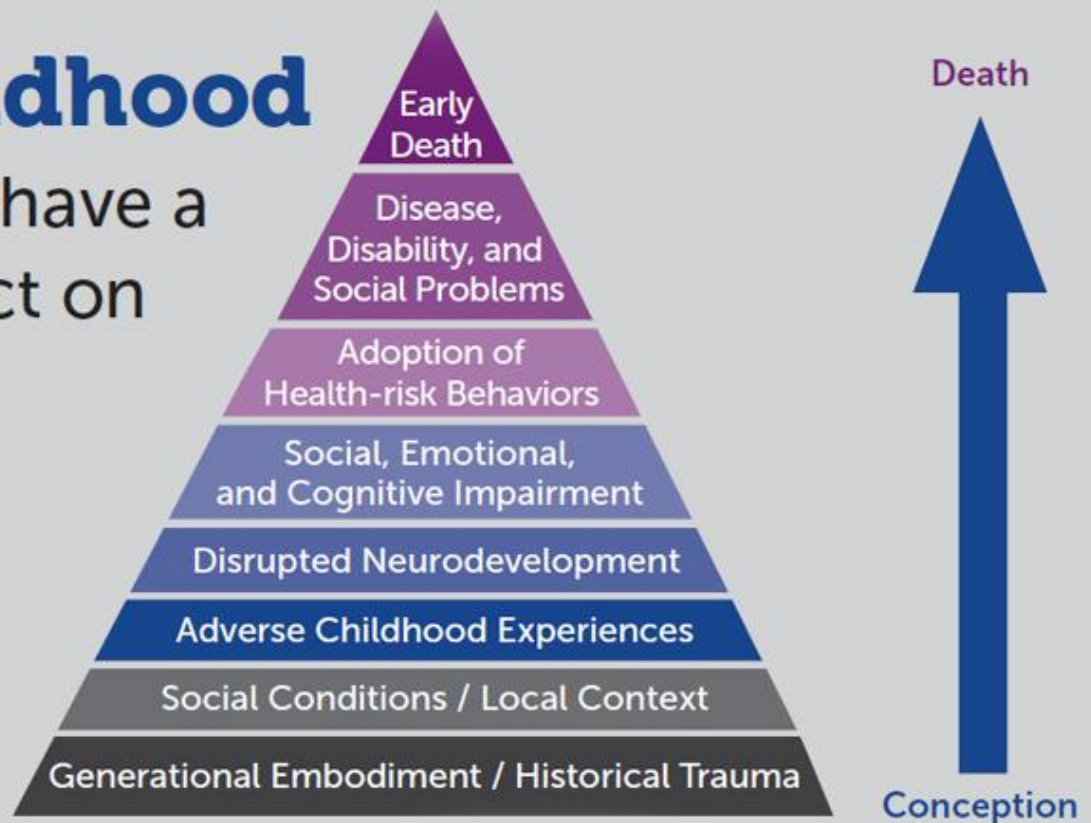 dhood
have a
ct on
Early
Death
Disease,
Disability, and
Social Problems
Adoption of
Health-risk Behaviors
Social, Emotional,
and Cognitive Impairment
Disrupted Neurodevelopment
Adverse Childhood Experiences
Social Conditions / Local Context
Generational Embodiment / Historical Trauma
Death
Conception